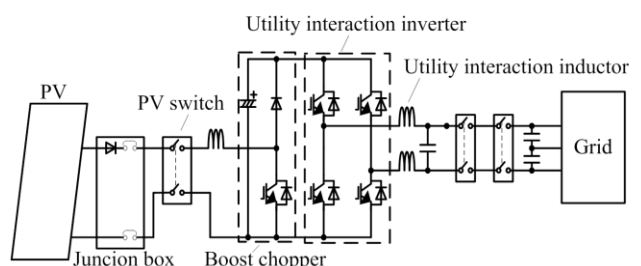 Utility interaction inverter
Utility interaction inductor
PV
PV switch
+
Grid
Juncion box
Boost chopper